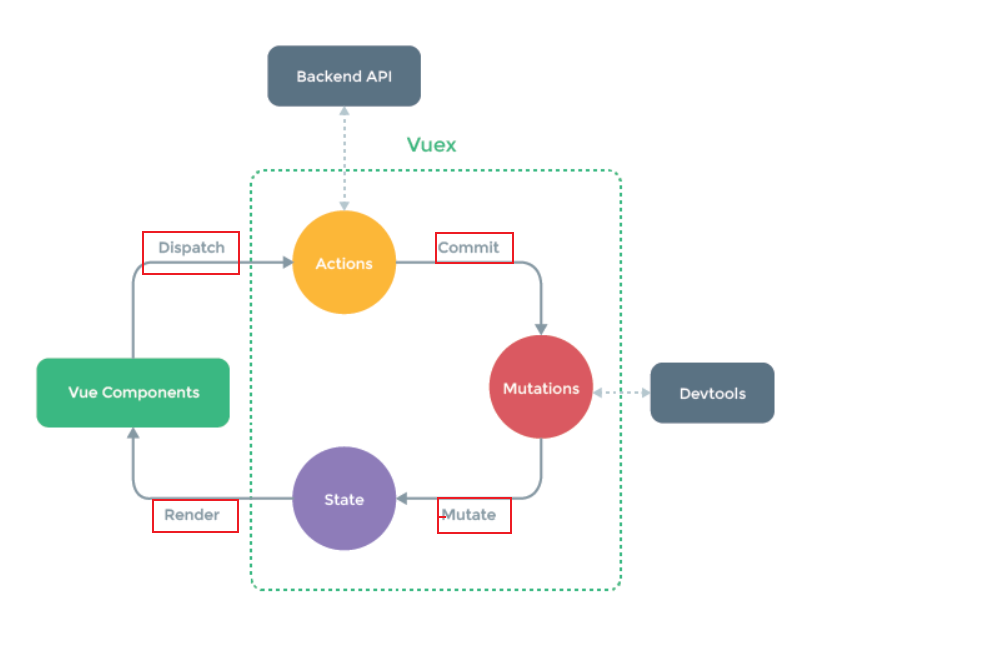 Backend API
Vuex
Dispatch
Commit
Actions
Mutations
Vue Components
Devtools
State
Render
Mutate